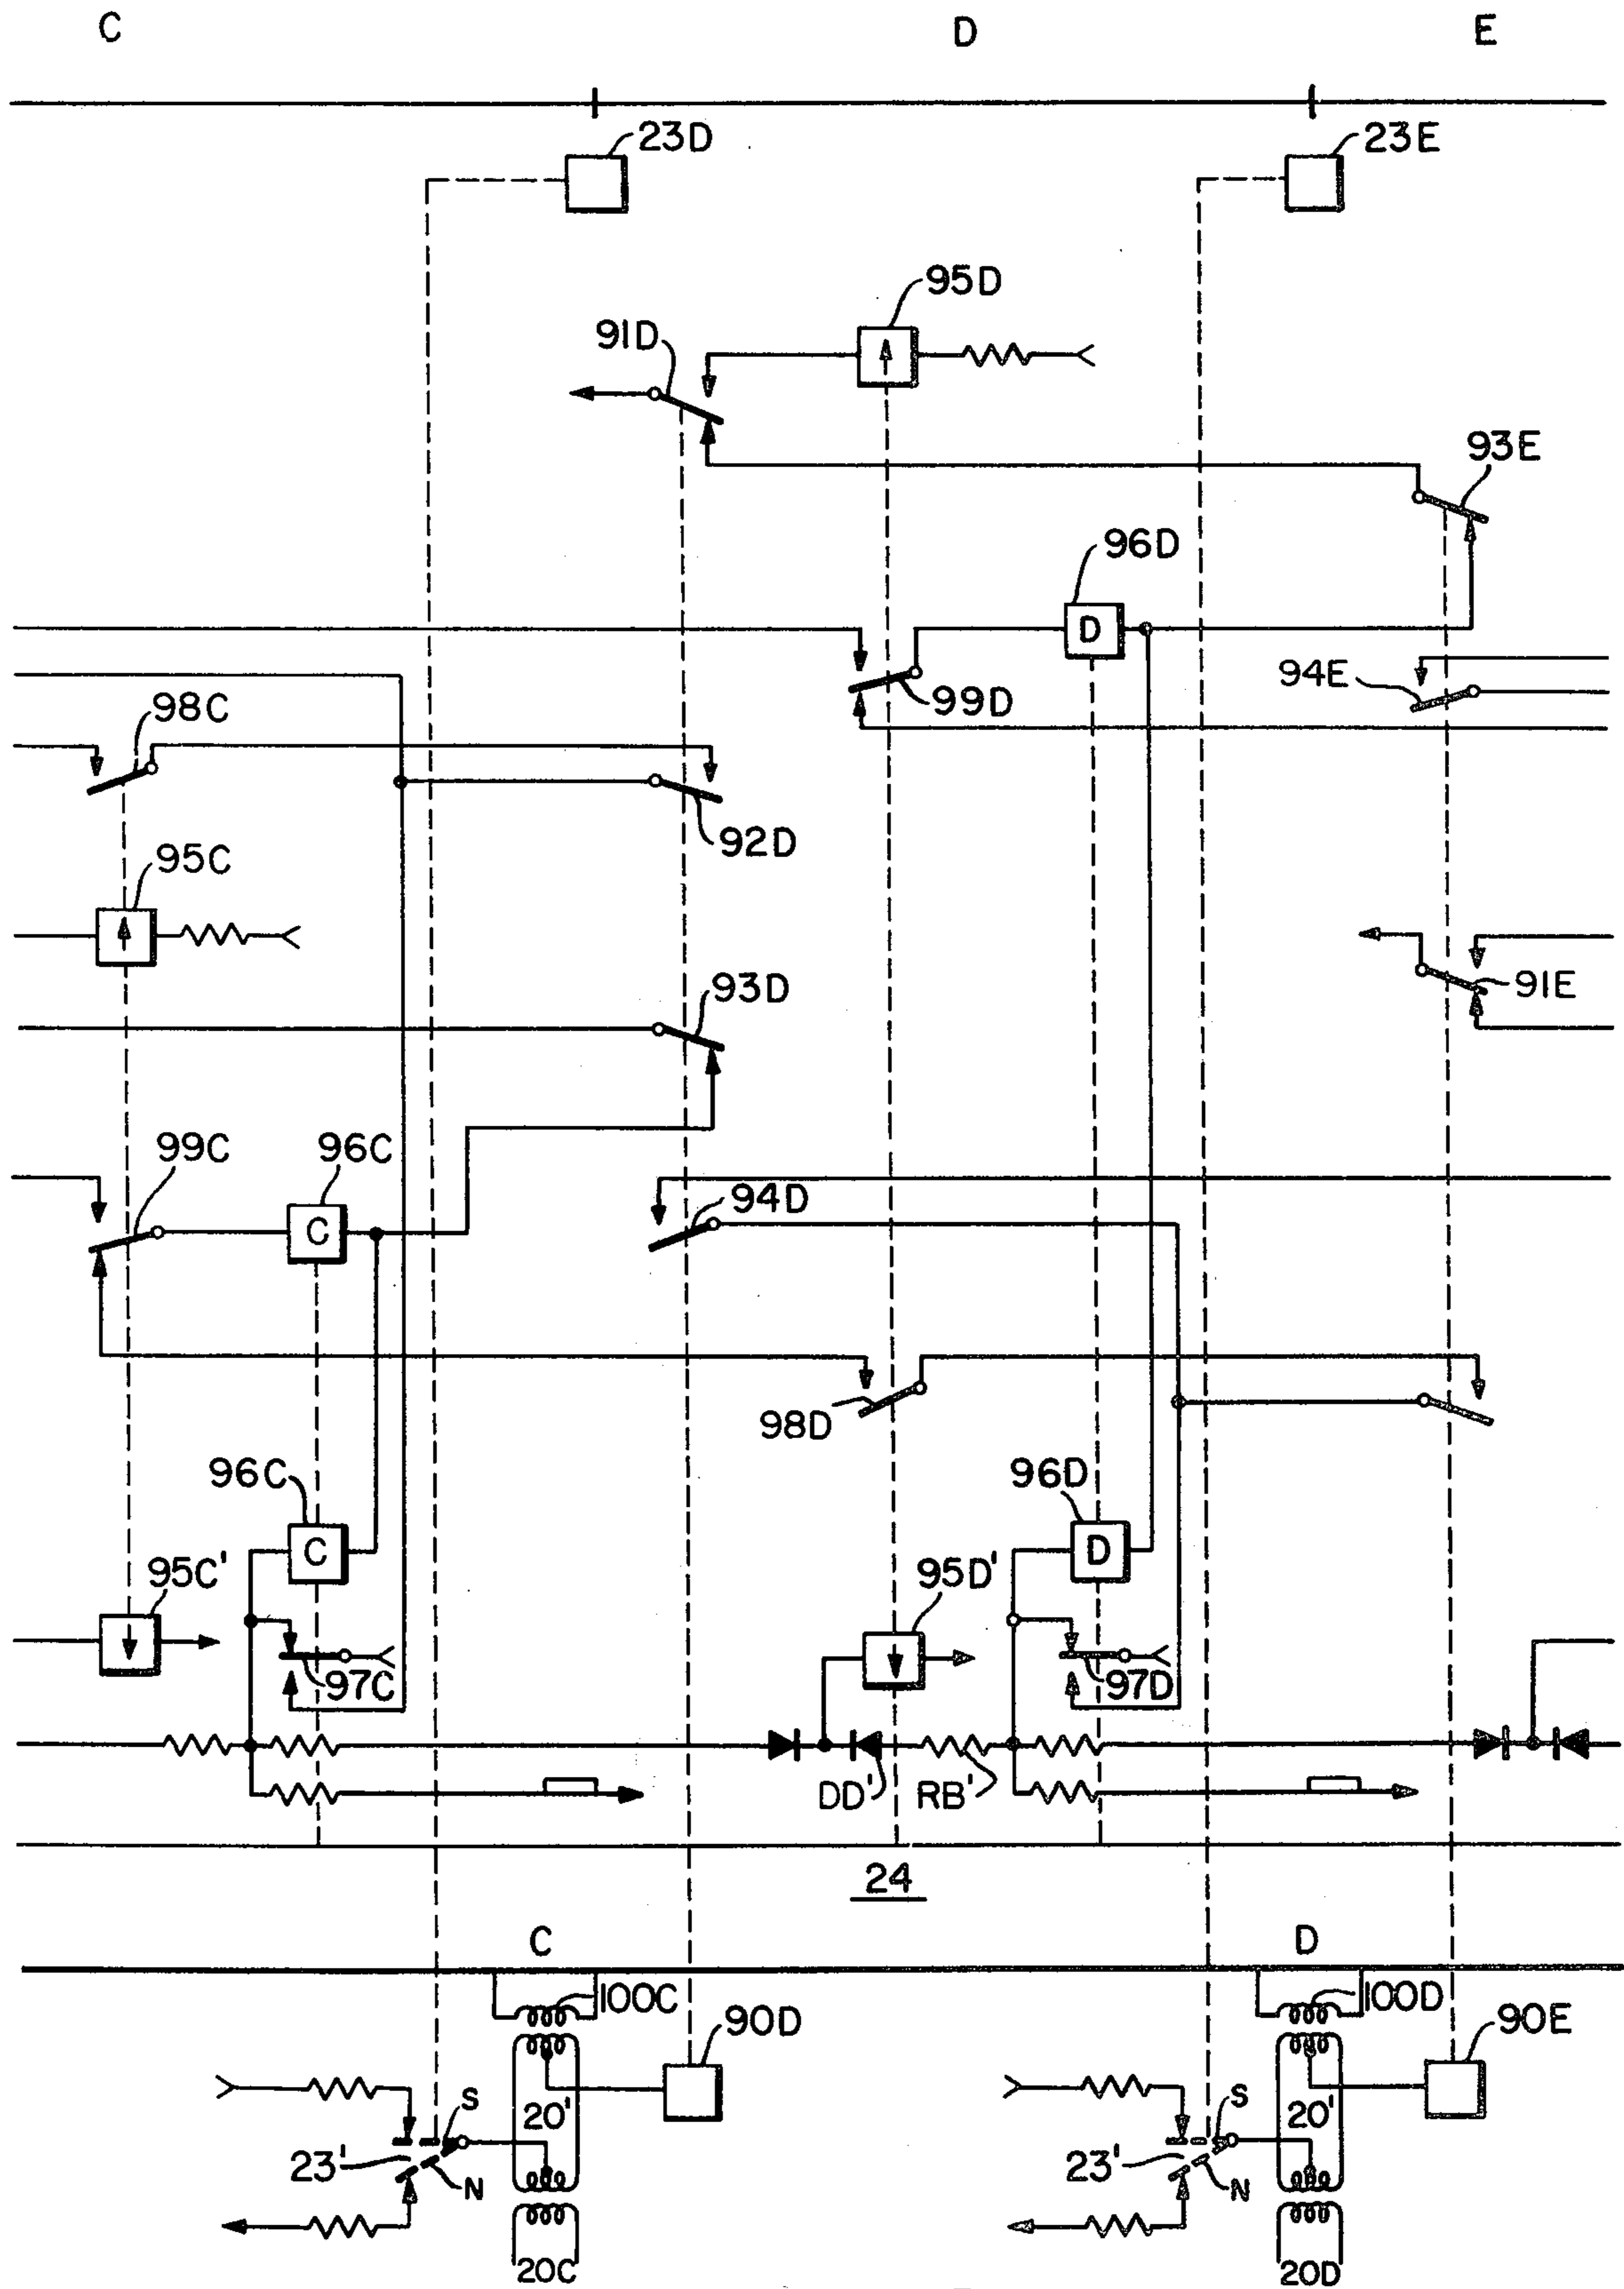 C D E
23D 23E
95D
91D
93E
96D
94E
98C 99D
92D
95C
93D 91E
99C 96C
94D
98D
96C 96D
C D
95C' 95D'
97C 97D
DD' RB'
24
C D
100C 100D
90D 90E
S S
20' 20'
23' 23'
N N
20C 20D
D
C